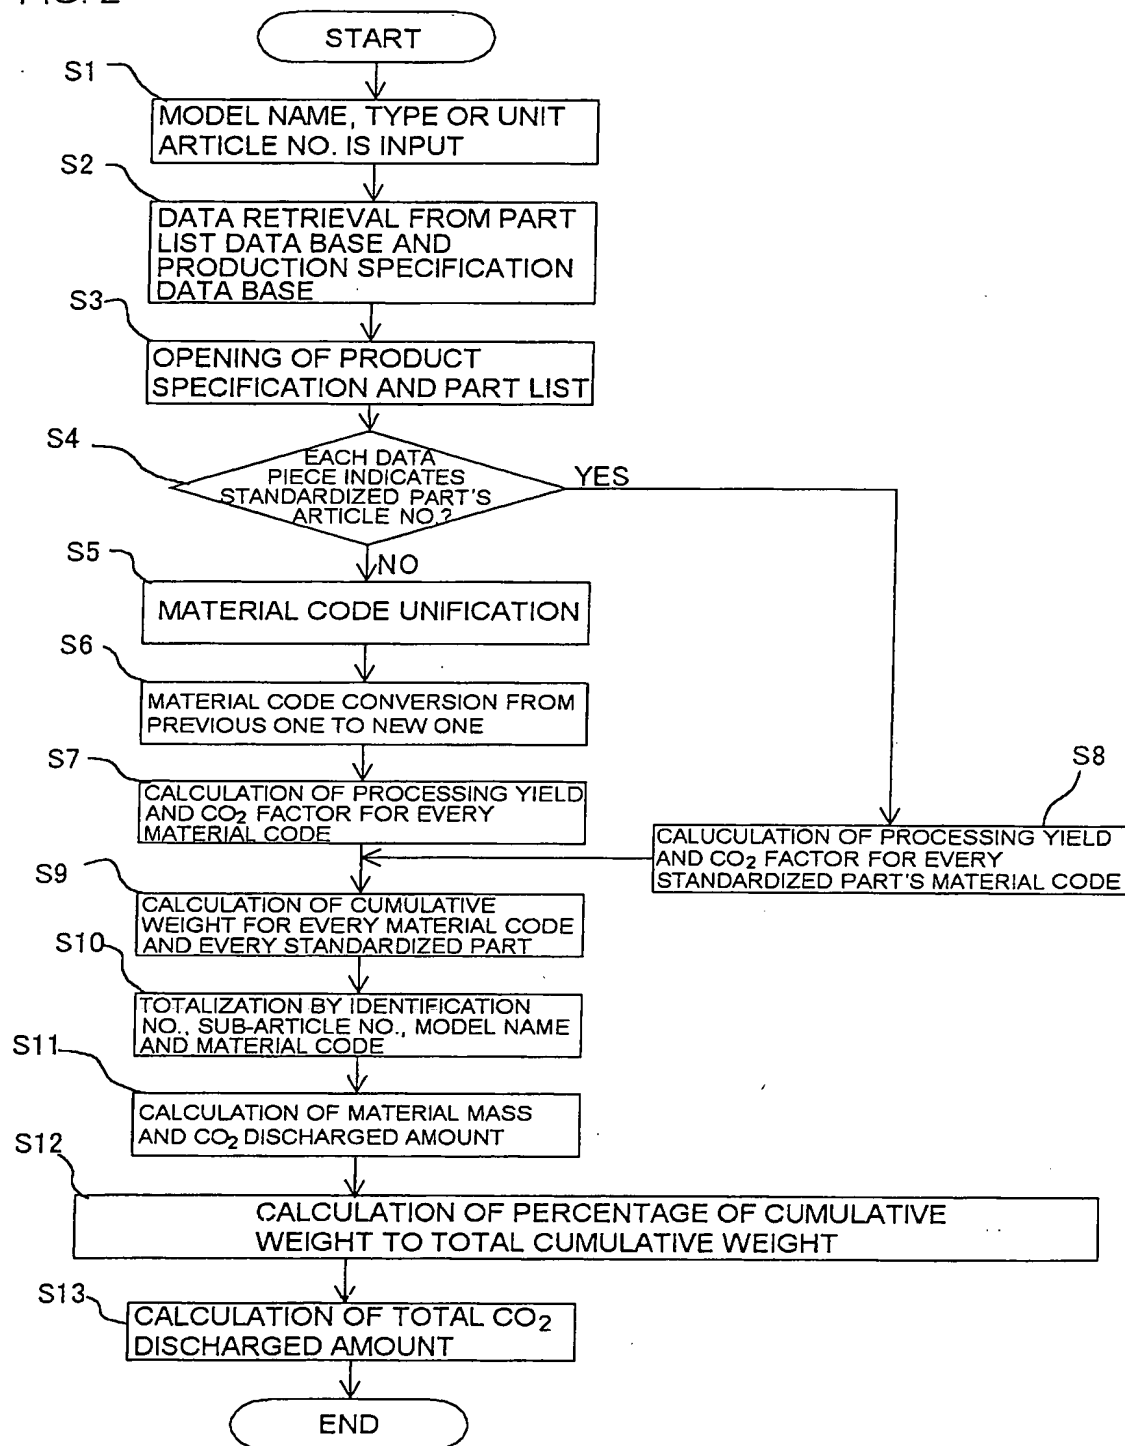 START
S1
MODEL NAME, TYPE OR UNIT
ARTICLE NO. IS INPUT
S2
DATA RETRIEVAL FROM PART
LIST DATA BASE AND
PRODUCTION SPECIFICATION
DATA BASE
S3
OPENING OF PRODUCT
SPECIFICATION AND PART LIST
S4
EACH DATA
PIECE INDICATES
STANDARDIZED PART'S
ARTICLE NO.?
YES
NO
S5
MATERIAL CODE UNIFICATION
S6
MATERIAL CODE CONVERSION FROM
PREVIOUS ONE TO NEW ONE
S7
CALCULATION OF PROCESSING YIELD
AND CO2 FACTOR FOR EVERY
MATERIAL CODE
S8
CALUCULATION OF PROCESSING YIELD
AND CO2 FACTOR FOR EVERY
STANDARDIZED PART'S MATERIAL CODE
S9
CALCULATION OF CUMULATIVE
WEIGHT FOR EVERY MATERIAL CODE
AND EVERY STANDARDIZED PART
S10
TOTALIZATION BY IDENTIFICATION
NO., SUB-ARTICLE NO., MODEL NAME
AND MATERIAL CODE
S11
CALCULATION OF MATERIAL MASS
AND CO2 DISCHARGED AMOUNT
S12
CALCULATION OF PERCENTAGE OF CUMULATIVE
WEIGHT TO TOTAL CUMULATIVE WEIGHT
S13
CALCULATION OF TOTAL CO2
DISCHARGED AMOUNT
END